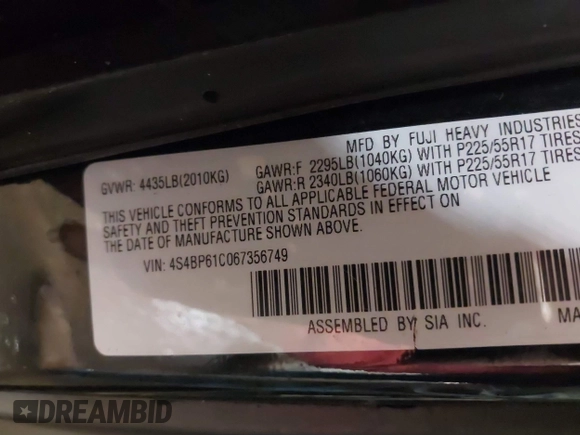 MFD BY FUJI HEAVY INDUSTRIES
GVWR: 4435LB(2010KG) GAWR:F 2295LB(1040KG) WITH P225/55R17 TIRES
GAWR:R 2340LB(1060KG) WITH P225/55R17 TIRES
THIS VEHICLE CONFORMS TO ALL APPLICABLE FEDERAL MOTOR VEHICLE
SAFETY AND THEFT PREVENTION STANDARDS IN EFFECT ON
THE DATE OF MANUFACTURE SHOWN ABOVE.
VIN: 4S4BP61C067356749
ASSEMBLED BY SIA INC. MA
DREAMBID